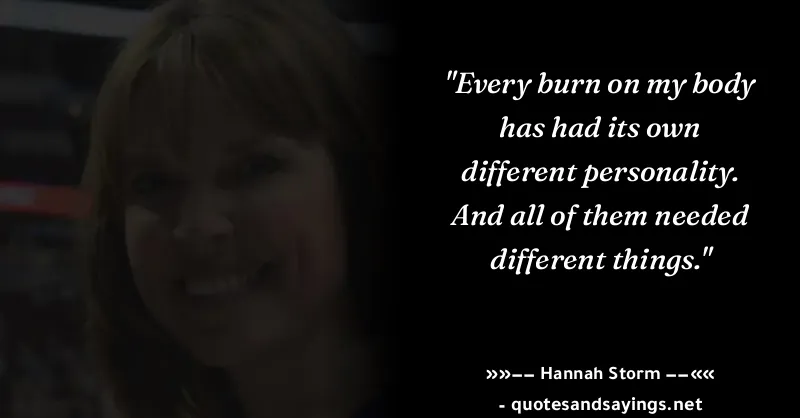 "Every burn on my body
has had its own
different personality.
And all of them needed
different things."
»»−− Hannah Storm −−««
- quotesandsayings.net